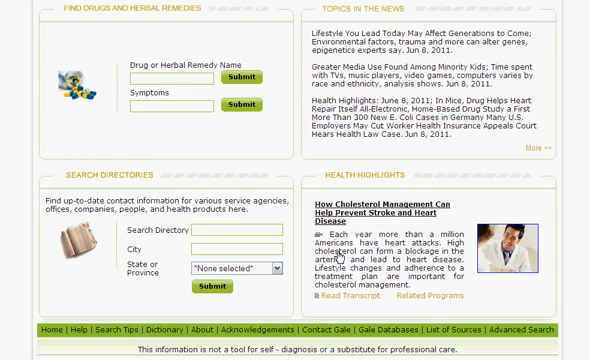 FIND DRUGS AND HERBAL REMEDIES
Drug or Herbal Remedy Name
Submit
Symptoms
Submit
TOPICS IN THE NEWS
Lifestyle You Lead Today May Affect Generations to Come;
Environmental factors, trauma and more can alter genes,
epigenetics experts say. Jun 8, 2011.
Greater Media Use Found Among Minority Kids; Time spent
with TVs, music players, video games, computers varies by
race and ethnicity, analysis shows. Jun 8, 2011.
Health Highlights: June 8, 2011; In Mice, Drug Helps Heart
Repair Itself All-Electronic, Home-Based Drug Study a First
More Than 300 New E. Coli Cases in Germany Many U.S.
Employers May Cut Worker Health Insurance Appeals Court
Hears Health Law Case. Jun 8, 2011.
More >>
SEARCH DIRECTORIES
Find up-to-date contact information for various service agencies,
offices, companies, people, and health products here.
Search Directory
City
State or
Province
"None selected"
Submit
HEALTH HIGHLIGHTS
How Cholesterol Management Can
Help Prevent Stroke and Heart
Disease
Each year more than a million
Americans have heart attacks. High
cholesterol can form a blockage in the
and lead to heart disease.
Lifestyle changes and adherence to a
treatment plan are important for
cholesterol management.
Read Transcript Related Programs
Home | Help | Search Tips | Dictionary | About | Acknowledgements | Contact Gale | Gale Databases | List of Sources | Advanced Search
This information is not a tool for self - diagnosis or a substitute for professional care.